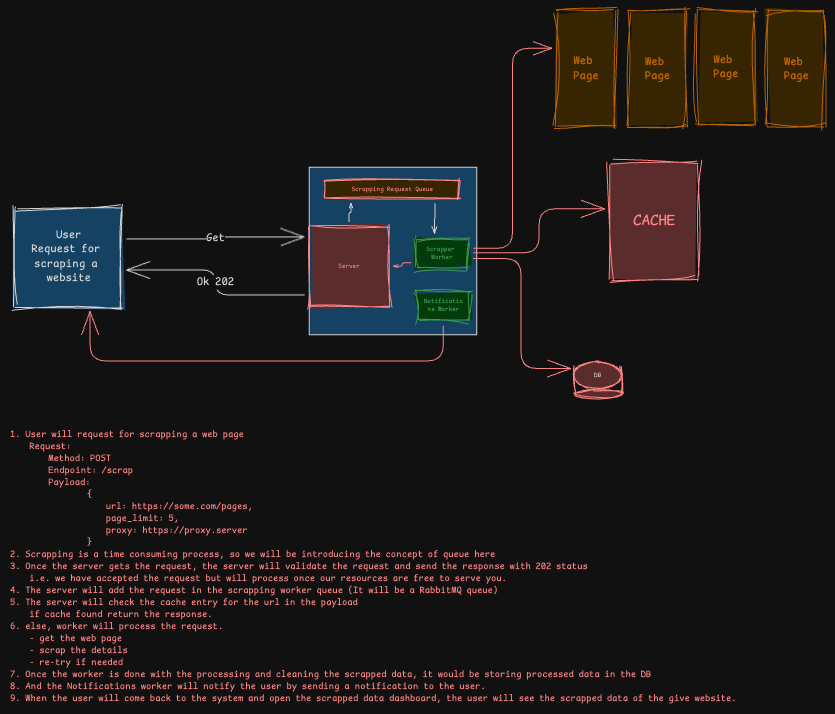 Web
Page
Web
Page
Web
Page
Web
Page
Scrapping Request Queue
CACHE
User
Request for
scraping a
website
Get
Ok 202
Server
Scrapper
Worker
Notificatio
ns Worker
DB
1. User will request for scrapping a web page
Request:
Method: POST
Endpoint: /scrap
Payload:
{
url: https://some.com/pages,
page_limit: 5,
proxy: https://proxy.server
}
2. Scrapping is a time consuming process, so we will be introducing the concept of queue here
3. Once the server gets the request, the server will validate the request and send the response with 202 status
i.e. we have accepted the request but will process once our resources are free to serve you.
4. The server will add the request in the scrapping worker queue (It will be a RabbitMQ queue)
5. The server will check the cache entry for the url in the payload
if cache found return the response.
6. else, worker will process the request.
- get the web page
- scrap the details
- re-try if needed
7. Once the worker is done with the processing and cleaning the scrapped data, it would be storing processed data in the DB
8. And the Notifications worker will notify the user by sending a notification to the user.
9. When the user will come back to the system and open the scrapped data dashboard, the user will see the scrapped data of the give website.